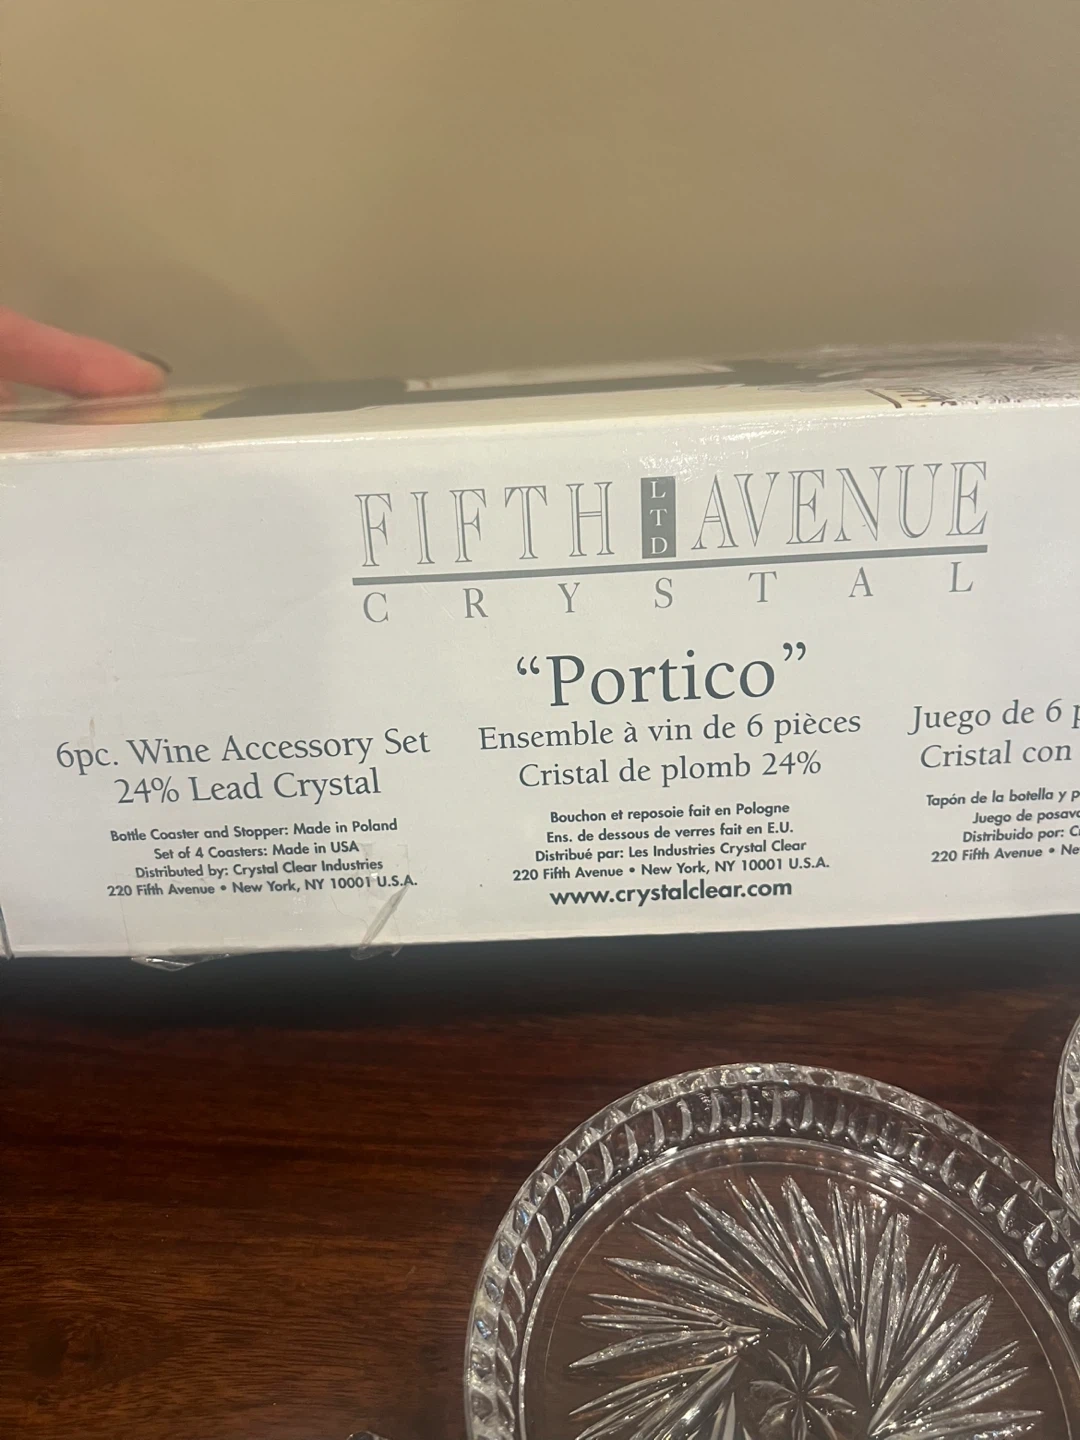 FIFTH LTD AVENUE
CRYSTAL
“Portico”
6pc. Wine Accessory Set
24% Lead Crystal
Bottle Coaster and Stopper: Made in Poland
Set of 4 Coasters: Made in USA
Distributed by: Crystal Clear Industries
220 Fifth Avenue • New York, NY 10001 U.S.A.
Ensemble à vin de 6 pièces
Cristal de plomb 24%
Bouchon et reposoie fait en Pologne
Ens. de dessous de verres fait en E.U.
Distribué par: Les Industries Crystal Clear
220 Fifth Avenue • New York, NY 10001 U.S.A.
www.crystalclear.com
Juego de 6
Cristal con
Tapón de la botella y
Juego de
Distribuido por:
220 Fifth Avenue •